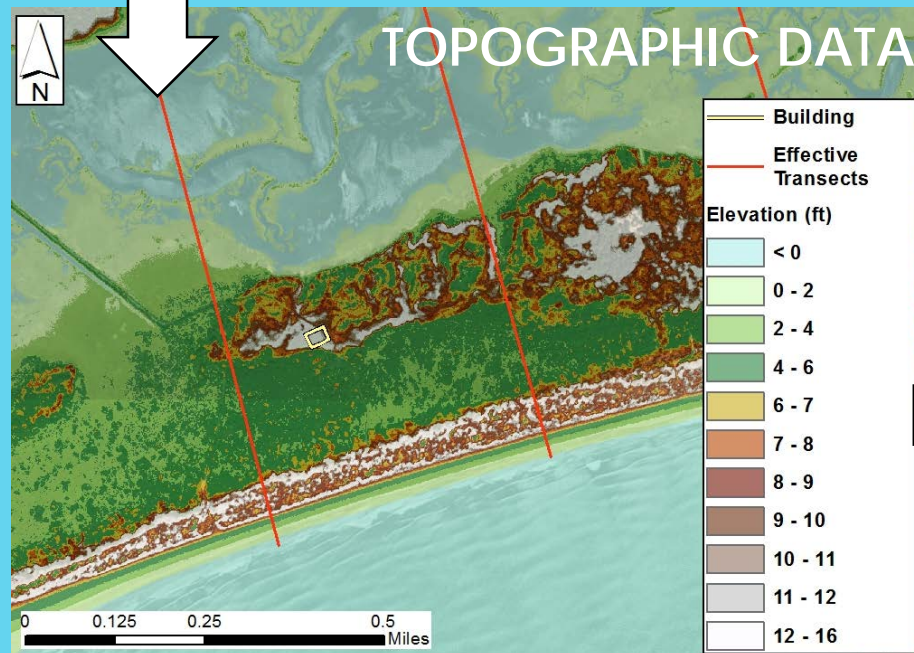 TOPOGRAPHIC DATA
N
Building
Effective
Transects
Elevation (ft)
< 0
0 - 2
2 - 4
4 - 6
6 - 7
7 - 8
8 - 9
9 - 10
10 - 11
11 - 12
12 - 16
0 0.125 0.25 0.5
Miles